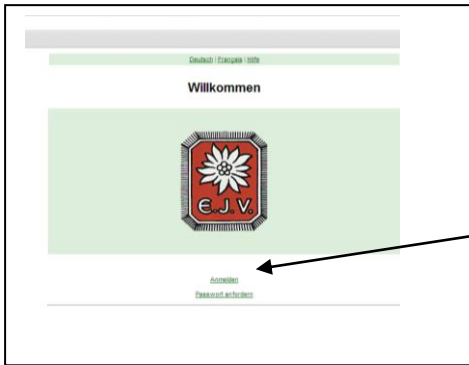 Deutsch | Français | Hilfe
Willkommen
E.J.V.
Anmelden
Passwort anfordern